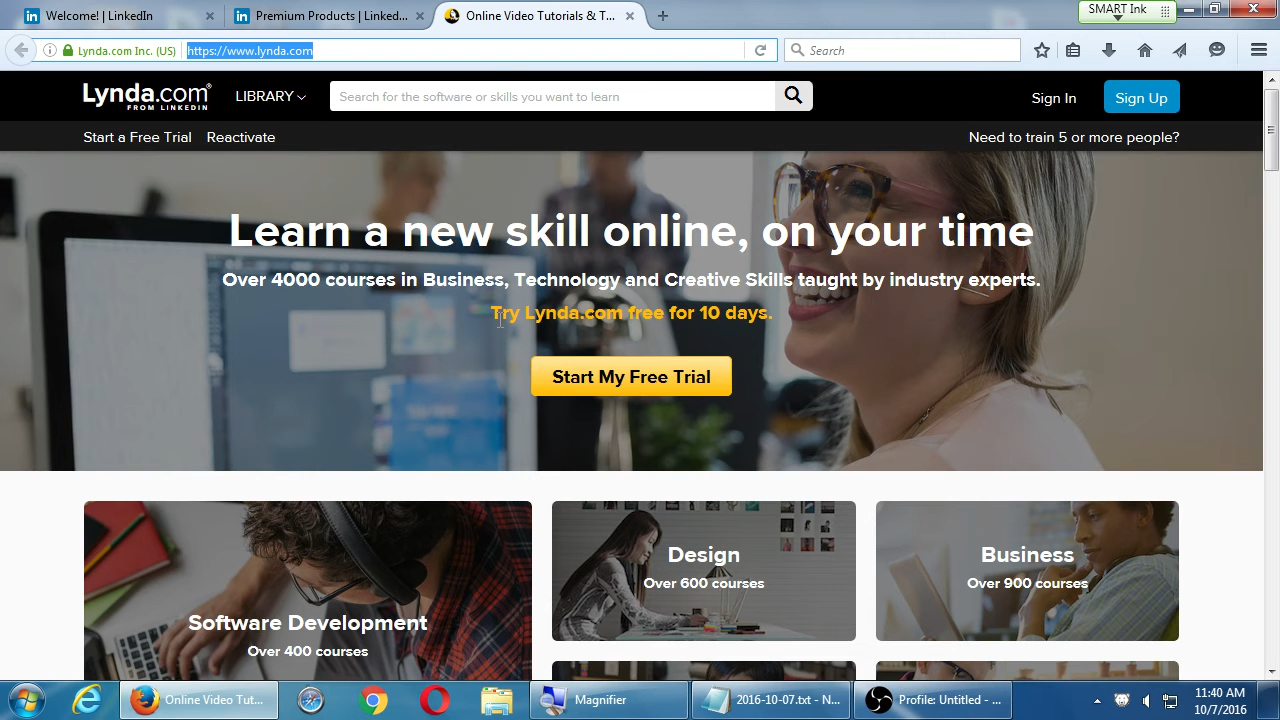 Welcome! | LinkedIn
Premium Products | Linked...
Online Video Tutorials & T...
SMART Ink
Lynda.com Inc. (US)
https://www.lynda.com
Search
Lynda.com®
FROM LINKEDIN
LIBRARY
Search for the software or skills you want to learn
Sign In
Sign Up
Start a Free Trial
Reactivate
Need to train 5 or more people?
Learn a new skill online, on your time
Over 4000 courses in Business, Technology and Creative Skills taught by industry experts.
Try Lynda.com free for 10 days.
Start My Free Trial
Software Development
Over 400 courses
Design
Over 600 courses
Business
Over 900 courses
Online Video Tut...
Magnifier
2016-10-07.txt - N...
Profile: Untitled - ...
11:40 AM
10/7/2016